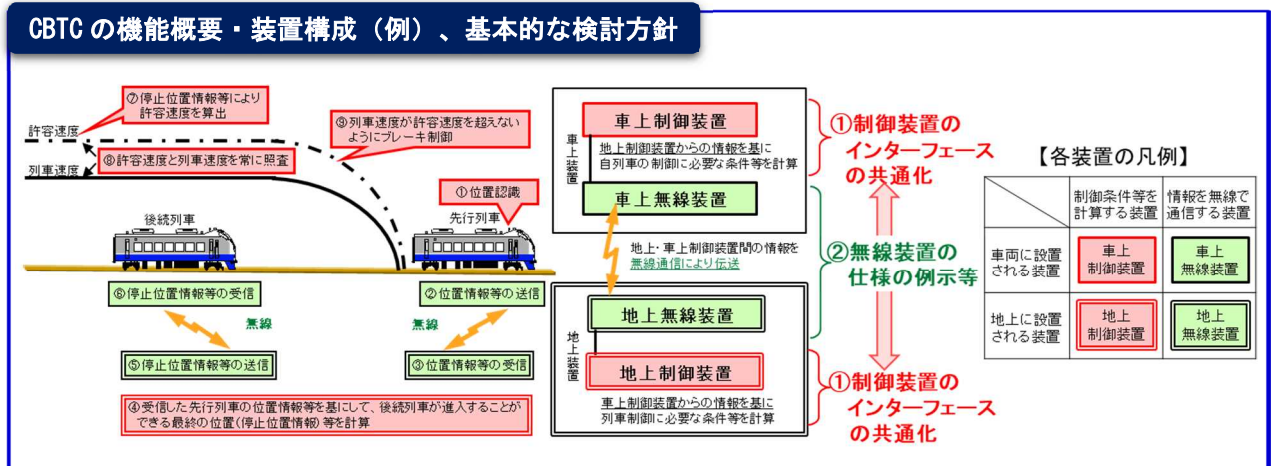 CBTC の機能概要・装置構成（例）、基本的な検討方針
⑦停止位置情報等により
許容速度を算出
許容速度
⑨列車速度が許容速度を超えない
ようにブレーキ制御
⑧許容速度と列車速度を常に照査
列車速度
①位置認識
後続列車
先行列車
⑥停止位置情報等の受信
②位置情報等の送信
無線
無線
⑤停止位置情報等の送信
③位置情報等の受信
④受信した先行列車の位置情報等を基にして、後続列車が進入することが
できる最終の位置(停止位置情報)等を計算
車上装置
車上制御装置
地上制御装置からの情報を基に
自列車の制御に必要な条件等を計算
車上無線装置
地上・車上制御装置間の情報を
無線通信により伝送
地上装置
地上無線装置
地上制御装置
車上制御装置からの情報を基に
列車制御に必要な条件等を計算
①制御装置の
インターフェース
の共通化
②無線装置の
仕様の例示等
①制御装置の
インターフェース
の共通化
【各装置の凡例】
制御条件等を
計算する装置
情報を無線で
通信する装置
車両に設置
される装置
車上
制御装置
車上
無線装置
地上に設置
される装置
地上
制御装置
地上
無線装置